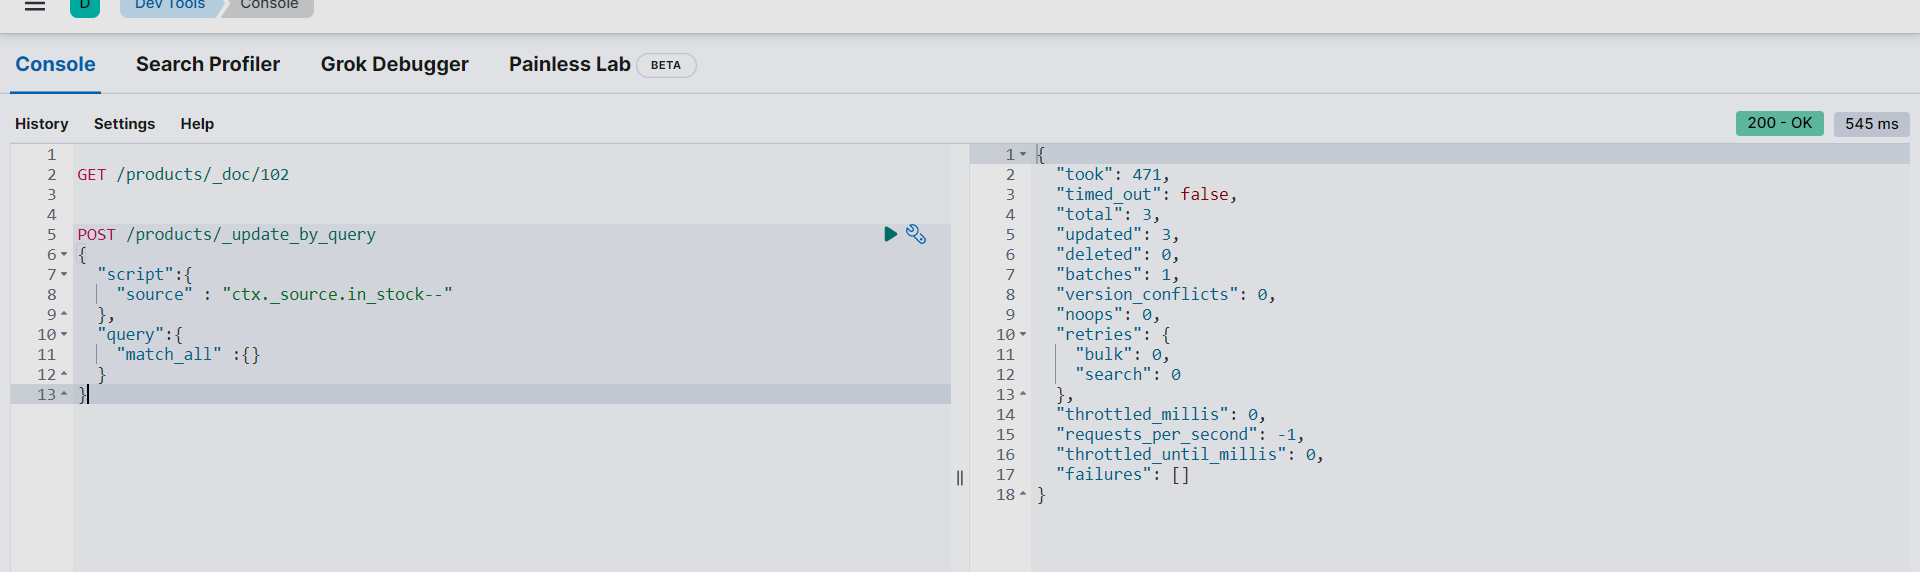 D Dev Tools Console
Console Search Profiler Grok Debugger Painless Lab BETA
History Settings Help 200 - OK 545 ms
1
2 GET /products/_doc/102
3
4
5 POST /products/_update_by_query
6 {
7 "script":{
8 "source" : "ctx._source.in_stock--"
9 },
10 "query":{
11 "match_all" :{}
12 }
13 }
1 {
2 "took": 471,
3 "timed_out": false,
4 "total": 3,
5 "updated": 3,
6 "deleted": 0,
7 "batches": 1,
8 "version_conflicts": 0,
9 "noops": 0,
10 "retries": {
11 "bulk": 0,
12 "search": 0
13 },
14 "throttled_millis": 0,
15 "requests_per_second": -1,
16 "throttled_until_millis": 0,
17 "failures": []
18 }